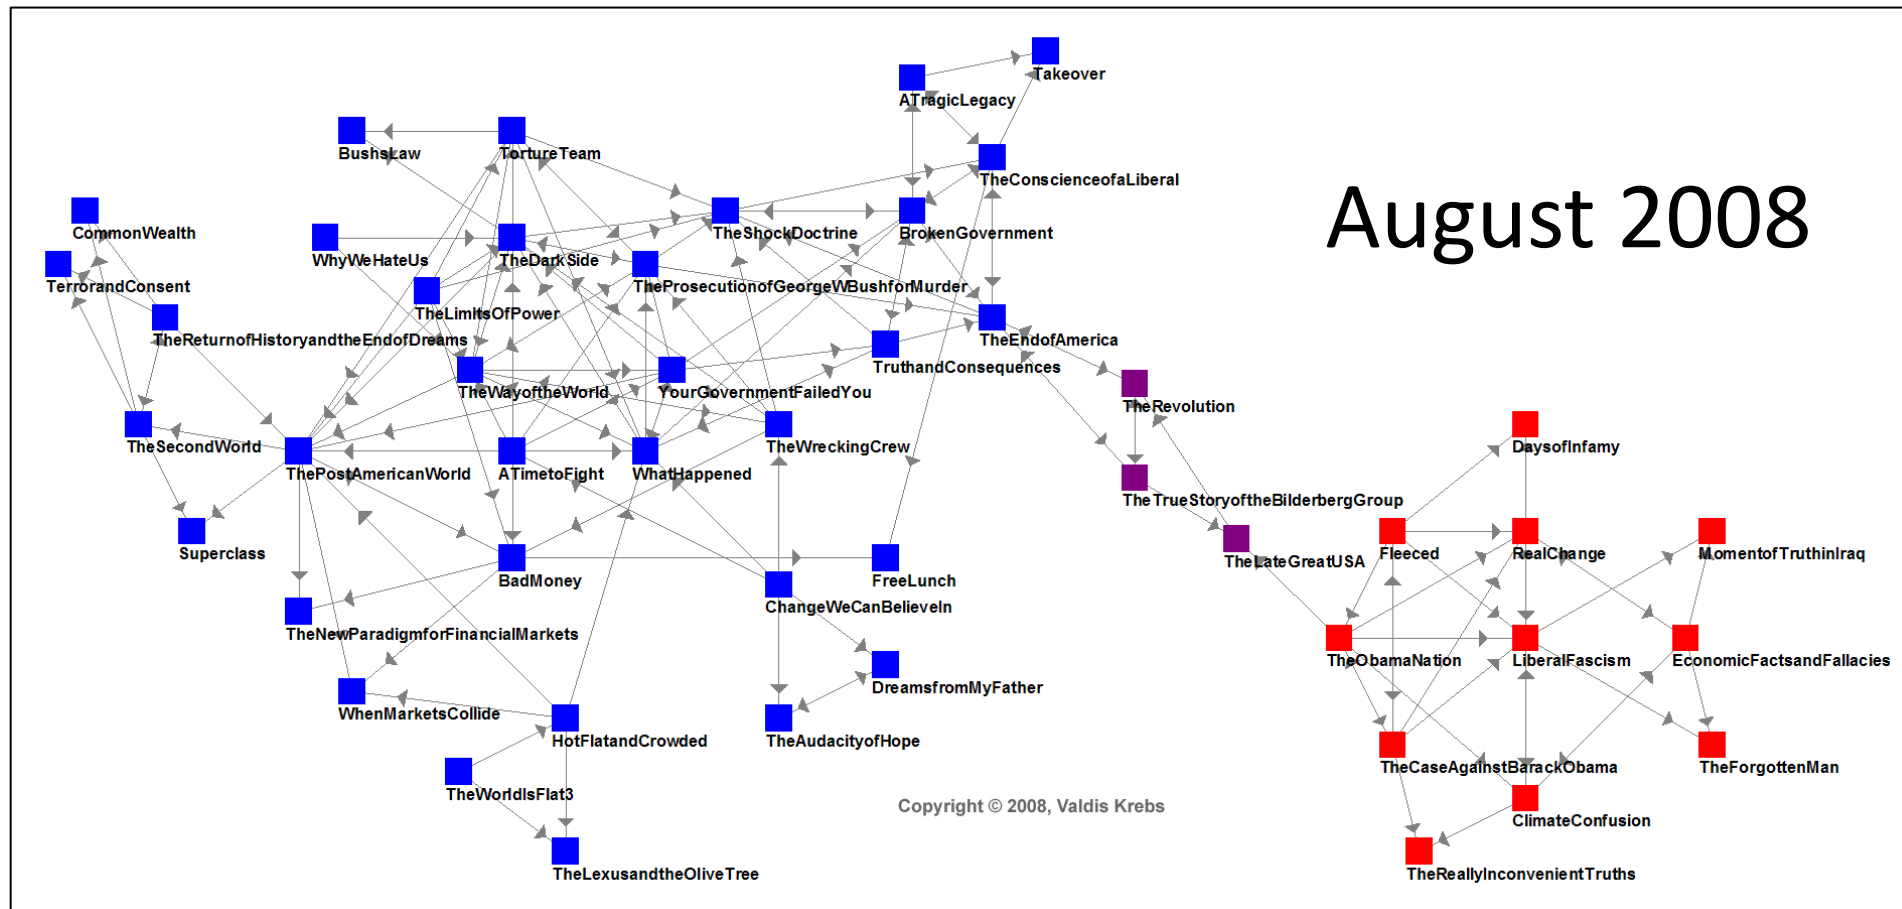 Takeover
ATragicLegacy
BushsLaw
TortureTeam
TheConscienceofaLiberal
August 2008
CommonWealth
WhyWeHateUs
TheDarkSide
TheShockDoctrine
BrokenGovernment
TerrorandConsent
TheProsecutionofGeorgeWBushforMurder
TheLimitsOfPower
TheReturnofHistoryandtheEndofDreams
TheEndofAmerica
TruthandConsequences
TheWayoftheWorld
YourGovernmentFailedYou
TheRevolution
TheSecondWorld
ThePostAmericanWorld
ATimetoFight
WhatHappened
TheWreckingCrew
DaysofInfamy
TheTrueStoryoftheBilderbergGroup
Superclass
BadMoney
FreeLunch
TheLateGreatUSA
Fleeced
RealChange
MomentofTruthinIraq
ChangeWeCanBelieveIn
TheNewParadigmforFinancialMarkets
TheObamaNation
LiberalFascism
EconomicFactsandFallacies
DreamsfromMyFather
WhenMarketsCollide
HotFlatandCrowded
TheAudacityofHope
TheCaseAgainstBarackObama
TheForgottenMan
TheWorldIsFlat3
Copyright © 2008, Valdis Krebs
ClimateConfusion
TheLexusandtheOliveTree
TheReallyInconvenientTruths